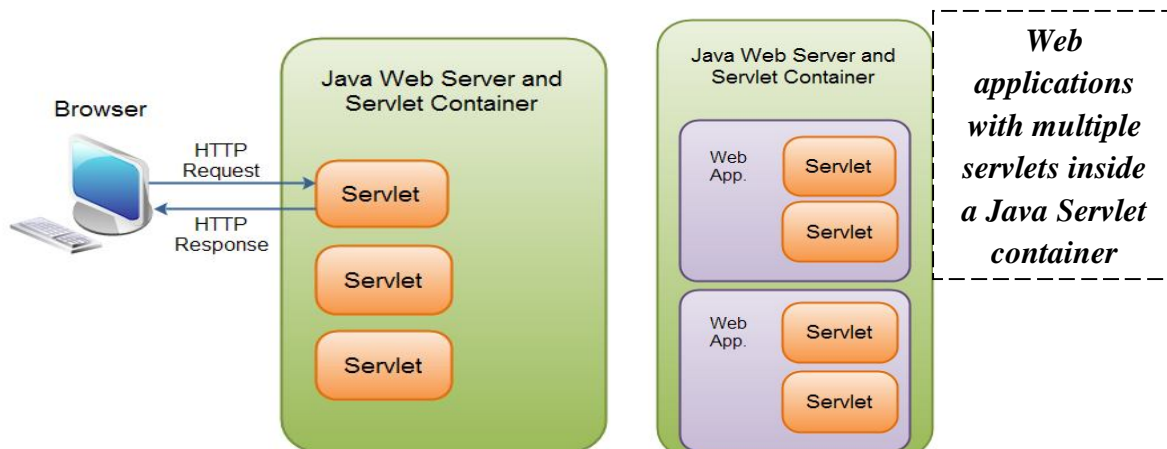 Browser
HTTP
Request
HTTP
Response
Java Web Server and
Servlet Container
Servlet
Servlet
Servlet
Java Web Server and
Servlet Container
Web
App.
Servlet
Servlet
Web
App.
Servlet
Servlet
Web
applications
with multiple
servlets inside
a Java Servlet
container